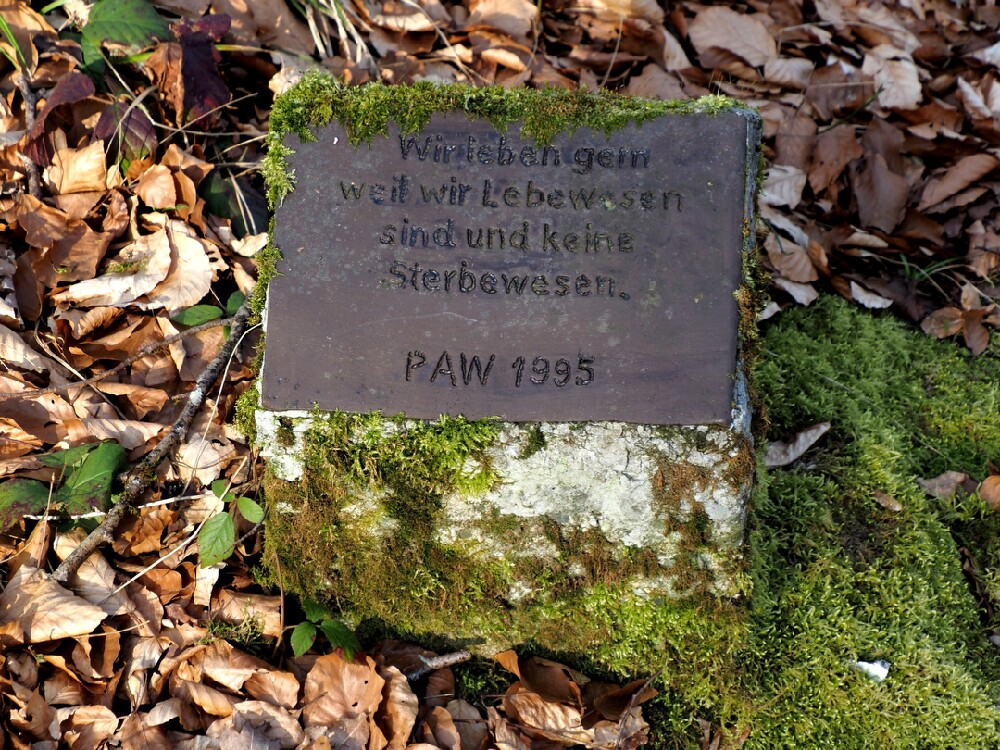 Wir leben gern
weil wir Lebewesen
sind und keine
Sterbewesen.
PAW 1995